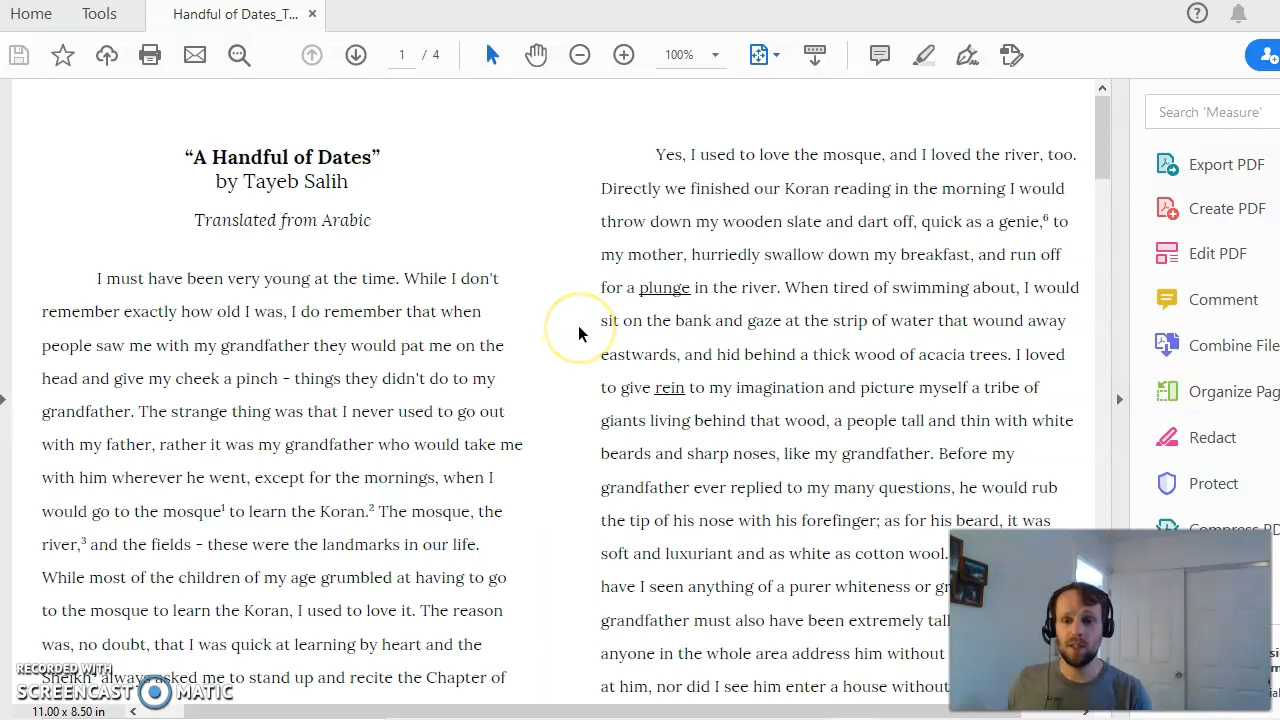 Home Tools Handful of Dates_T... ×
1 / 4 100%
“A Handful of Dates”
by Tayeb Salih
Translated from Arabic
I must have been very young at the time. While I don't
remember exactly how old I was, I do remember that when
people saw me with my grandfather they would pat me on the
head and give my cheek a pinch - things they didn't do to my
grandfather. The strange thing was that I never used to go out
with my father, rather it was my grandfather who would take me
with him wherever he went, except for the mornings, when I
would go to the mosque¹ to learn the Koran.² The mosque, the
river,³ and the fields - these were the landmarks in our life.
While most of the children of my age grumbled at having to go
to the mosque to learn the Koran, I used to love it. The reason
was, no doubt, that I was quick at learning by heart and the
Sheikh⁴ always asked me to stand up and recite the Chapter of
Yes, I used to love the mosque, and I loved the river, too.
Directly we finished our Koran reading in the morning I would
throw down my wooden slate and dart off, quick as a genie,⁶ to
my mother, hurriedly swallow down my breakfast, and run off
for a plunge in the river. When tired of swimming about, I would
sit on the bank and gaze at the strip of water that wound away
eastwards, and hid behind a thick wood of acacia trees. I loved
to give rein to my imagination and picture myself a tribe of
giants living behind that wood, a people tall and thin with white
beards and sharp noses, like my grandfather. Before my
grandfather ever replied to my many questions, he would rub
the tip of his nose with his forefinger; as for his beard, it was
soft and luxuriant and as white as cotton wool.
have I seen anything of a purer whiteness or gr
grandfather must also have been extremely tall
anyone in the whole area address him without
at him, nor did I see him enter a house without
Search 'Measure'
Export PDF
Create PDF
Edit PDF
Comment
Combine File
Organize Pag
Redact
Protect
Compress PDF
RECORDED WITH
SCREENCAST MATIC
11.00 x 8.50 in